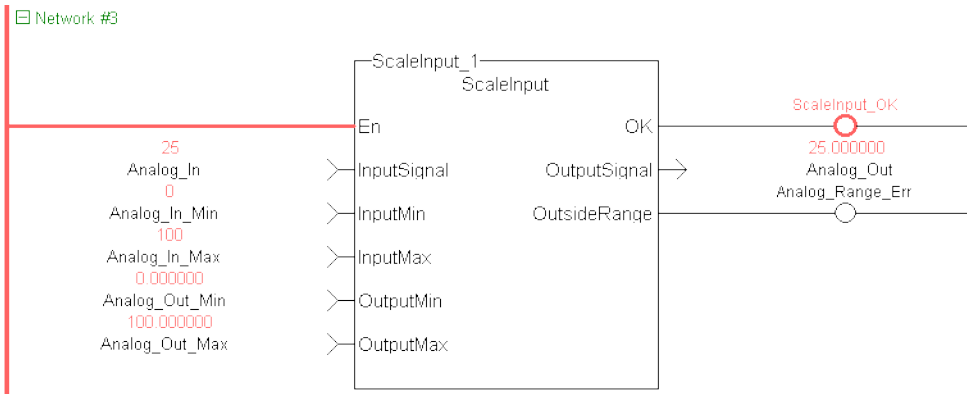 Network #3
ScaleInput_1
ScaleInput
ScaleInput_OK
En OK
25 25.000000
Analog_In InputSignal OutputSignal Analog_Out
0 Analog_Range_Err
Analog_In_Min InputMin OutsideRange
100
Analog_In_Max InputMax
0.000000
Analog_Out_Min OutputMin
100.000000
Analog_Out_Max OutputMax